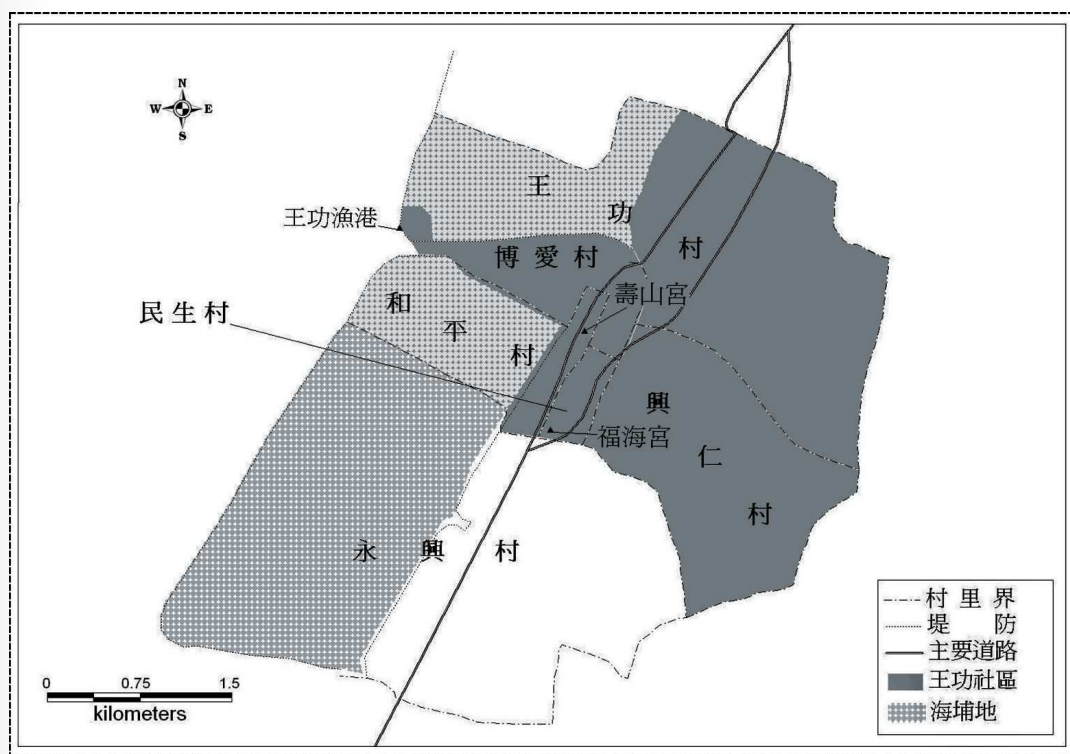 N
W E
S
王功村
王功漁港
博愛村
壽山宮
和平村
民生村
興仁村
福海宮
永興村
村里界
堤防
主要道路
王功社區
海埔地
0 0.75 1.5
kilometers